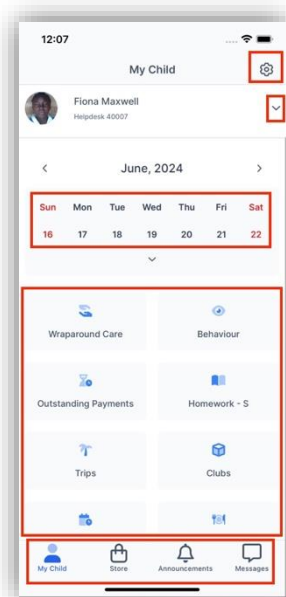 12:07
My Child
Fiona Maxwell
Helpdesk 40007
June, 2024
Sun Mon Tue Wed Thu Fri Sat
16 17 18 19 20 21 22
Wraparound Care Behaviour
Outstanding Payments Homework - S
Trips Clubs
My Child Store Announcements Messages